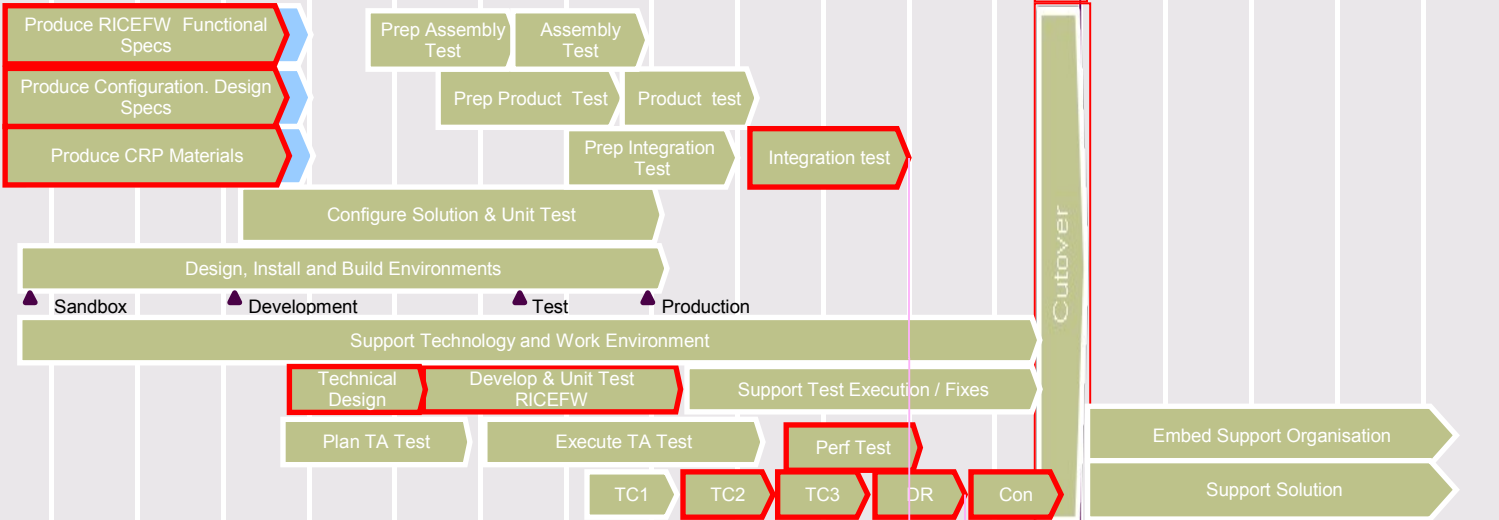 Produce RICEFW Functional
Specs
Prep Assembly
Test
Assembly
Test
Produce Configuration. Design
Specs
Prep Product Test
Product test
Produce CRP Materials
Prep Integration
Test
Integration test
Configure Solution & Unit Test
Cutover
Design, Install and Build Environments
Sandbox
Development
Test
Production
Support Technology and Work Environment
Technical
Design
Develop & Unit Test
RICEFW
Support Test Execution / Fixes
Plan TA Test
Execute TA Test
Perf Test
Embed Support Organisation
TC1
TC2
TC3
DR
Con
Support Solution